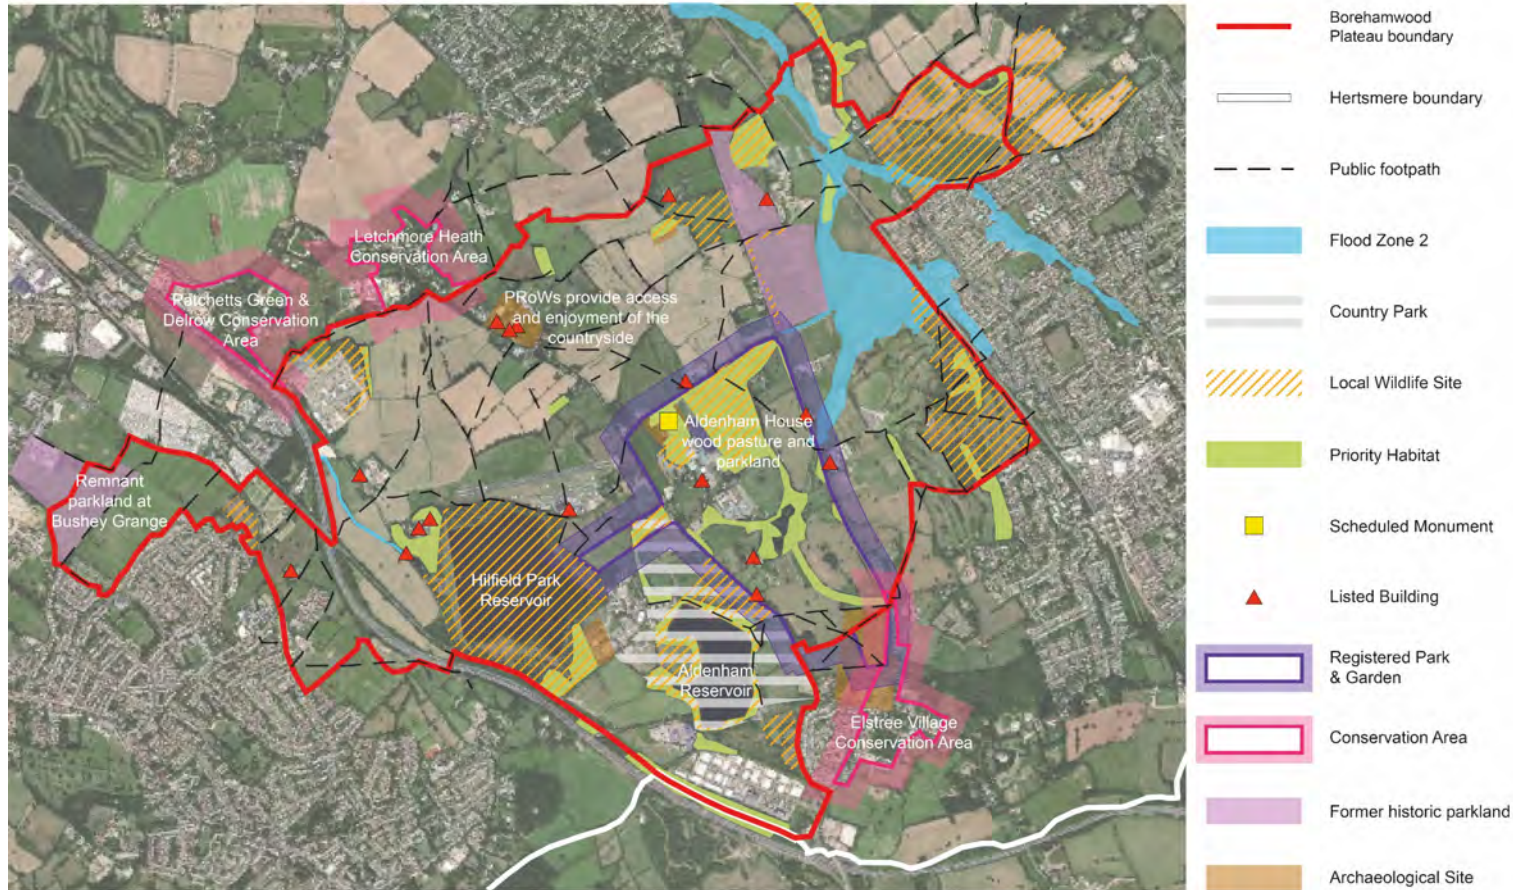 Letchmore Heath
Conservation Area
Patchetts Green &
Delrow Conservation
Area
PRoWs provide access
and enjoyment of the
countryside
Aldenham House
wood pasture and
parkland
Remnant
parkland at
Bushey Grange
Hilfield Park
Reservoir
Aldenham
Reservoir
Elstree Village
Conservation Area
Borehamwood
Plateau boundary
Hertsmere boundary
Public footpath
Flood Zone 2
Country Park
Local Wildlife Site
Priority Habitat
Scheduled Monument
Listed Building
Registered Park
& Garden
Conservation Area
Former historic parkland
Archaeological Site